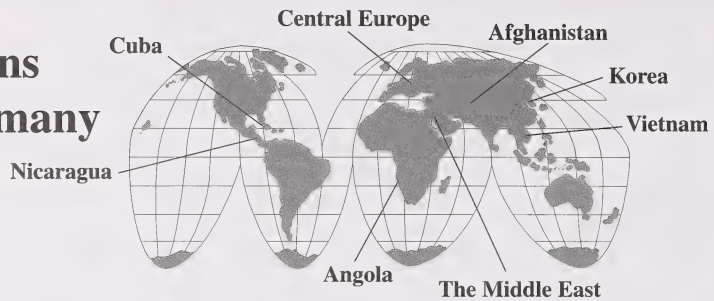 Central Europe
Cuba
Afghanistan
Korea
Vietnam
Nicaragua
Angola
The Middle East
ns
many